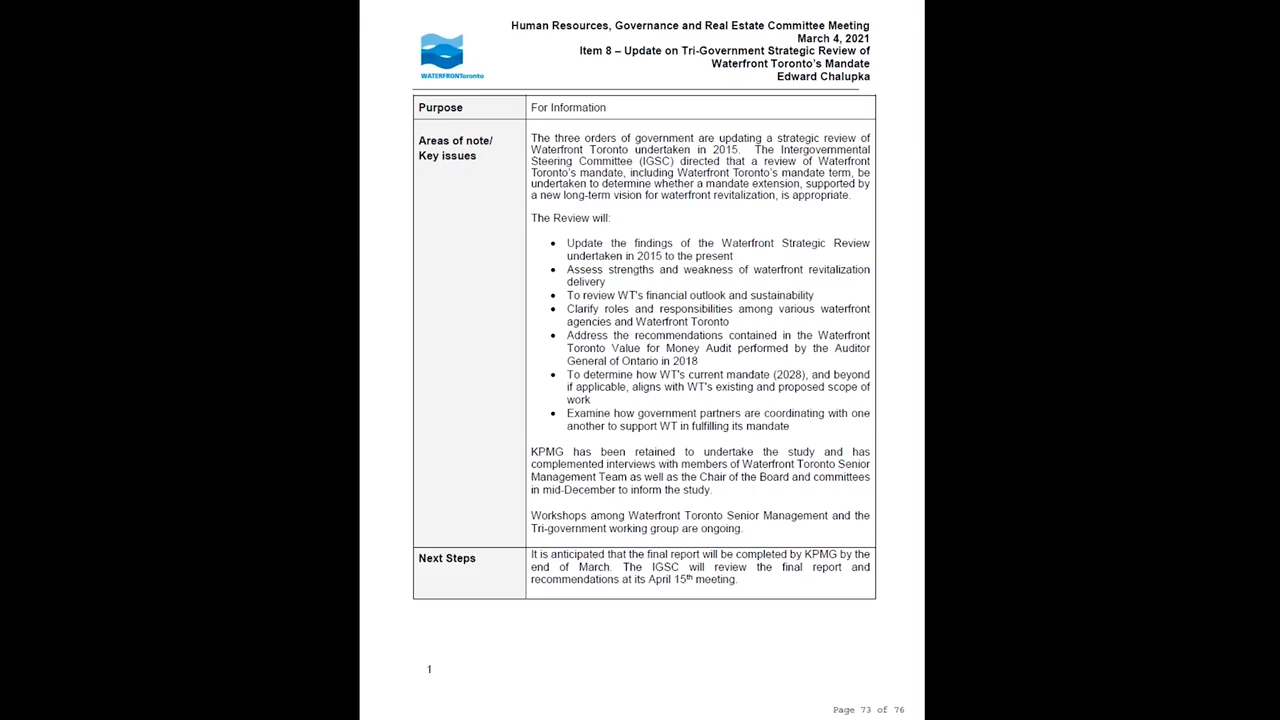 Human Resources, Governance and Real Estate Committee Meeting
March 4, 2021
Item 8 – Update on Tri-Government Strategic Review of
Waterfront Toronto's Mandate
Edward Chalupka
WATERFRONToronto
Purpose
For Information
Areas of note/
Key issues
The three orders of government are updating a strategic review of
Waterfront Toronto undertaken in 2015. The Intergovernmental
Steering Committee (IGSC) directed that a review of Waterfront
Toronto's mandate, including Waterfront Toronto's mandate term, be
undertaken to determine whether a mandate extension, supported by
a new long-term vision for waterfront revitalization, is appropriate.
The Review will:
• Update the findings of the Waterfront Strategic Review
undertaken in 2015 to the present
• Assess strengths and weakness of waterfront revitalization
delivery
• To review WT's financial outlook and sustainability
• Clarify roles and responsibilities among various waterfront
agencies and Waterfront Toronto
• Address the recommendations contained in the Waterfront
Toronto Value for Money Audit performed by the Auditor
General of Ontario in 2018
• To determine how WT's current mandate (2028), and beyond
if applicable, aligns with WT's existing and proposed scope of
work
• Examine how government partners are coordinating with one
another to support WT in fulfilling its mandate
KPMG has been retained to undertake the study and has
complemented interviews with members of Waterfront Toronto Senior
Management Team as well as the Chair of the Board and committees
in mid-December to inform the study.
Workshops among Waterfront Toronto Senior Management and the
Tri-government working group are ongoing.
Next Steps
It is anticipated that the final report will be completed by KPMG by the
end of March. The IGSC will review the final report and
recommendations at its April 15th meeting.
1
Page 73 of 76